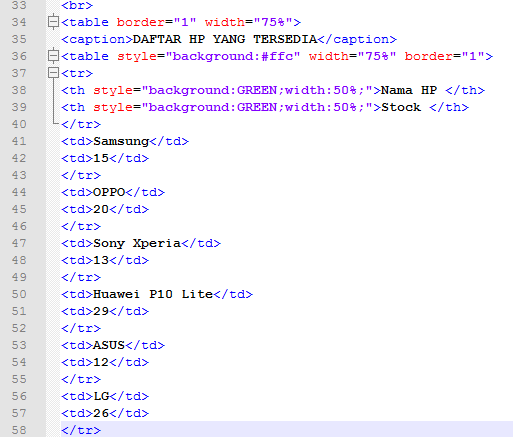 33 <br>
34 <table border="1" width="75%">
35 <caption>DAFTAR HP YANG TERSEDIA</caption>
36 <table style="background:#ffc" width="75%" border="1">
37 <tr>
38 <th style="background:GREEN;width:50%;">Nama HP </th>
39 <th style="background:GREEN;width:50%;">Stock </th>
40 </tr>
41 <td>Samsung</td>
42 <td>15</td>
43 </tr>
44 <td>OPPO</td>
45 <td>20</td>
46 </tr>
47 <td>Sony Xperia</td>
48 <td>13</td>
49 </tr>
50 <td>Huawei P10 Lite</td>
51 <td>29</td>
52 </tr>
53 <td>ASUS</td>
54 <td>12</td>
55 </tr>
56 <td>LG</td>
57 <td>26</td>
58 </tr>